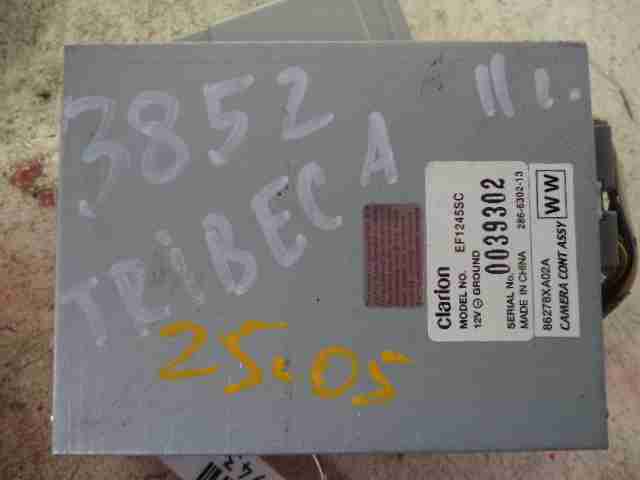 3852
11 c.
TRIBECA
25.05
clarion
MODEL NO. EF1245SC
12V ⊖ GROUND
SERIAL No. 0039302
MADE IN CHINA 286-6302-13
86278XA02A
CAMERA CONT ASSY WW